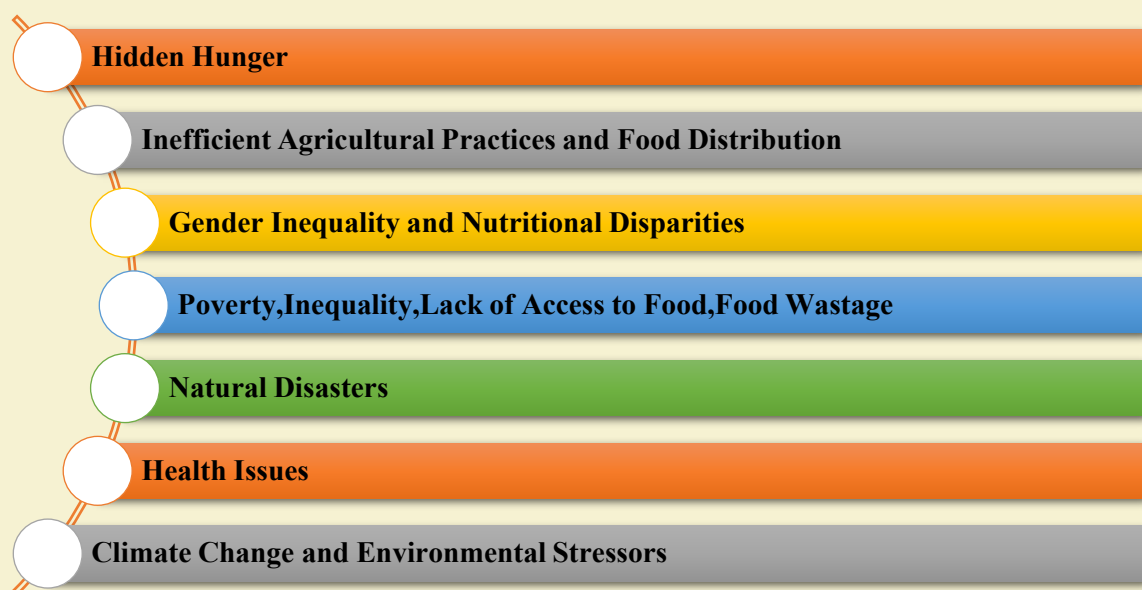 Hidden Hunger
Inefficient Agricultural Practices and Food Distribution
Gender Inequality and Nutritional Disparities
Poverty,Inequality,Lack of Access to Food,Food Wastage
Natural Disasters
Health Issues
Climate Change and Environmental Stressors